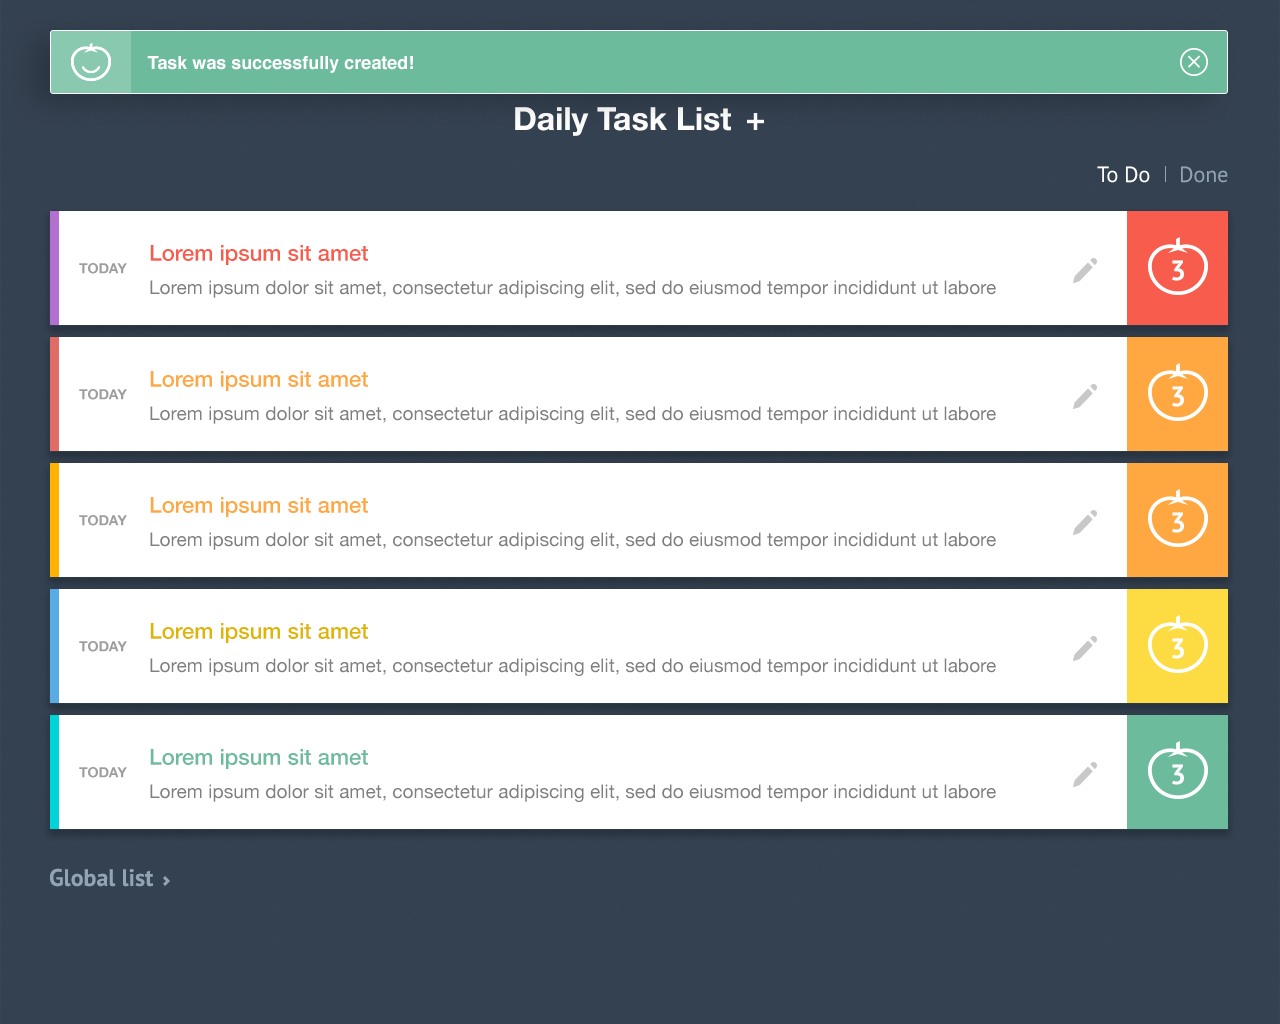 Task was successfully created!
Daily Task List +
To Do | Done
TODAY
Lorem ipsum sit amet
Lorem ipsum dolor sit amet, consectetur adipiscing elit, sed do eiusmod tempor incididunt ut labore
3
TODAY
Lorem ipsum sit amet
Lorem ipsum dolor sit amet, consectetur adipiscing elit, sed do eiusmod tempor incididunt ut labore
3
TODAY
Lorem ipsum sit amet
Lorem ipsum dolor sit amet, consectetur adipiscing elit, sed do eiusmod tempor incididunt ut labore
3
TODAY
Lorem ipsum sit amet
Lorem ipsum dolor sit amet, consectetur adipiscing elit, sed do eiusmod tempor incididunt ut labore
3
TODAY
Lorem ipsum sit amet
Lorem ipsum dolor sit amet, consectetur adipiscing elit, sed do eiusmod tempor incididunt ut labore
3
Global list ›